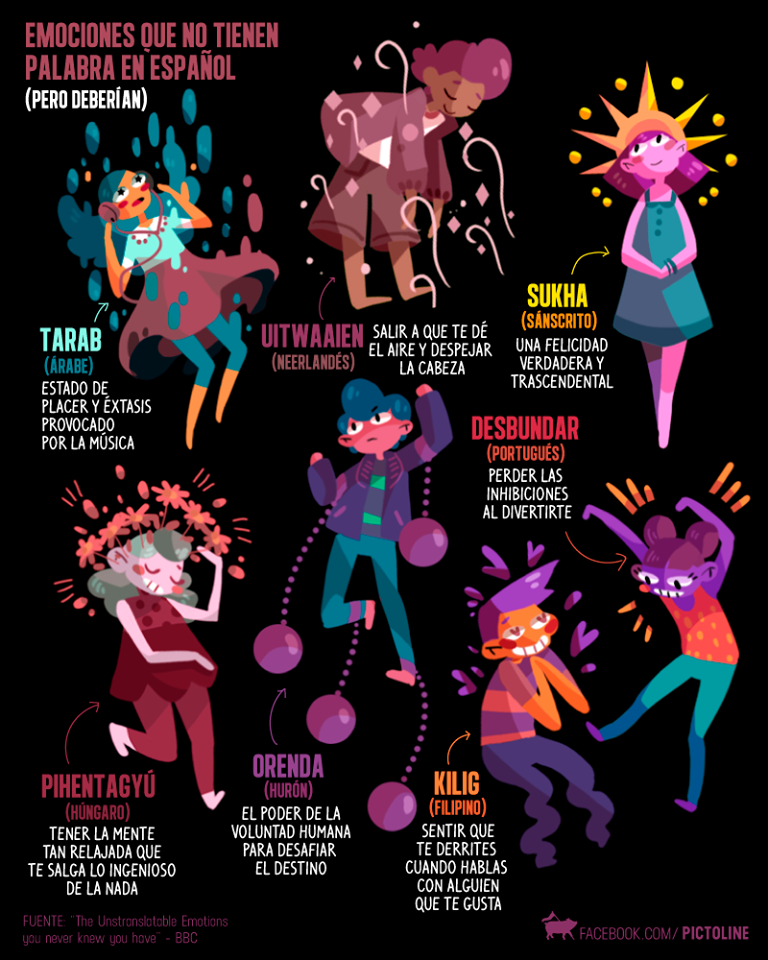 EMOCIONES QUE NO TIENEN
PALABRA EN ESPAÑOL
(PERO DEBERÍAN)
TARAB
(ÁRABE)
ESTADO DE
PLACER Y ÉXTASIS
PROVOCADO
POR LA MÚSICA
UITWAAIEN
(NEERLANDÉS)
SALIR A QUE TE DÉ
EL AIRE Y DESPEJAR
LA CABEZA
SUKHA
(SÁNSCRITO)
UNA FELICIDAD
VERDADERA Y
TRASCENDENTAL
DESBUNDAR
(PORTUGUÉS)
PERDER LAS
INHIBICIONES
AL DIVERTIRTE
PIHENTAGYÚ
(HÚNGARO)
TENER LA MENTE
TAN RELAJADA QUE
TE SALGA LO INGENIOSO
DE LA NADA
ORENDA
(HURÓN)
EL PODER DE LA
VOLUNTAD HUMANA
PARA DESAFIAR
EL DESTINO
KILIG
(FILIPINO)
SENTIR QUE
TE DERRITES
CUANDO HABLAS
CON ALGUIEN
QUE TE GUSTA
FUENTE: "The Unstranslatable Emotions
you never knew you have" - BBC
FACEBOOK.COM/ PICTOLINE